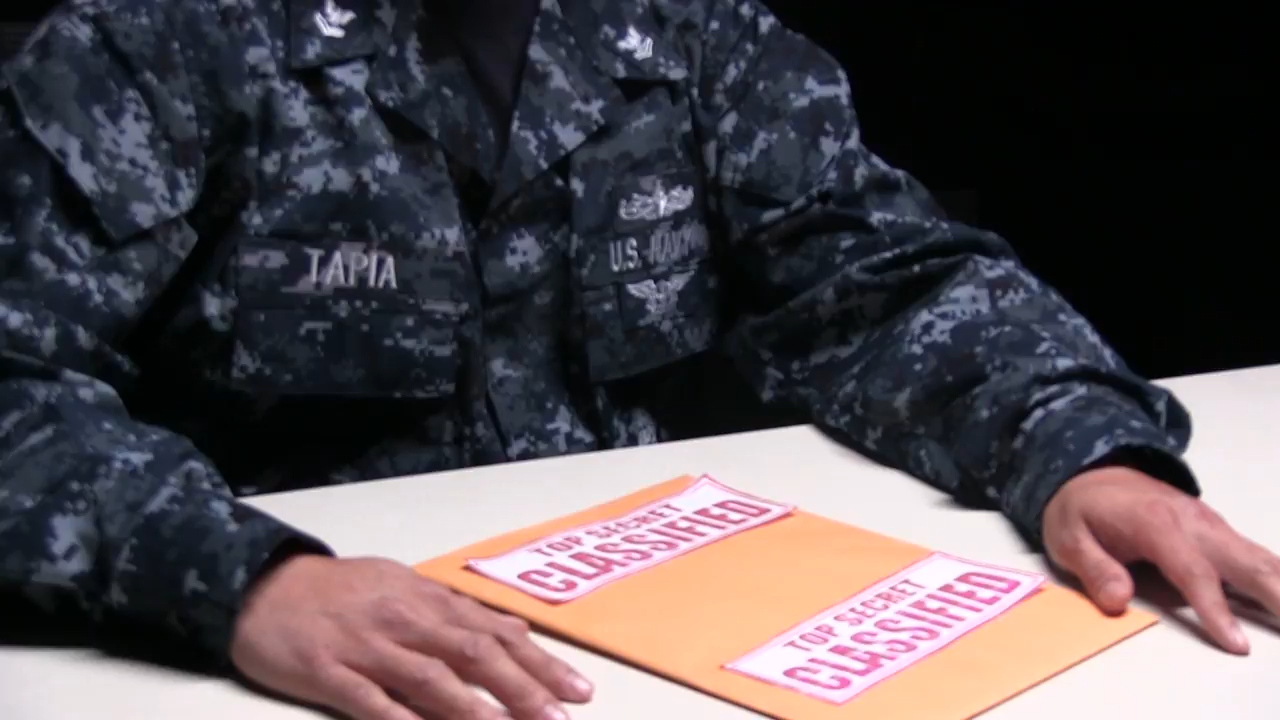 TAPIA
U.S. NAVY
TOP SECRET
CLASSIFIED
TOP SECRET
CLASSIFIED